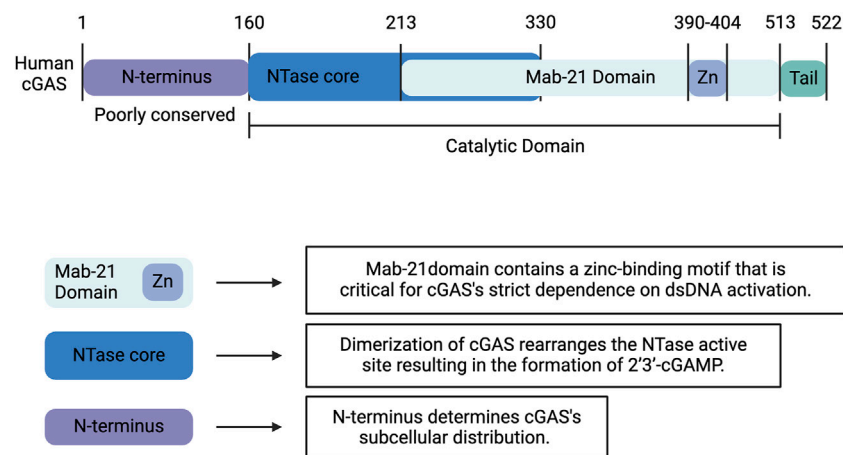 1 160 213 330 390-404 513 522
Human
cGAS
N-terminus NTase core Mab-21 Domain Zn Tail
Poorly conserved
Catalytic Domain
Mab-21
Domain
Zn
Mab-21domain contains a zinc-binding motif that is
critical for cGAS's strict dependence on dsDNA activation.
NTase core
Dimerization of cGAS rearranges the NTase active
site resulting in the formation of 2'3'-cGAMP.
N-terminus
N-terminus determines cGAS's
subcellular distribution.